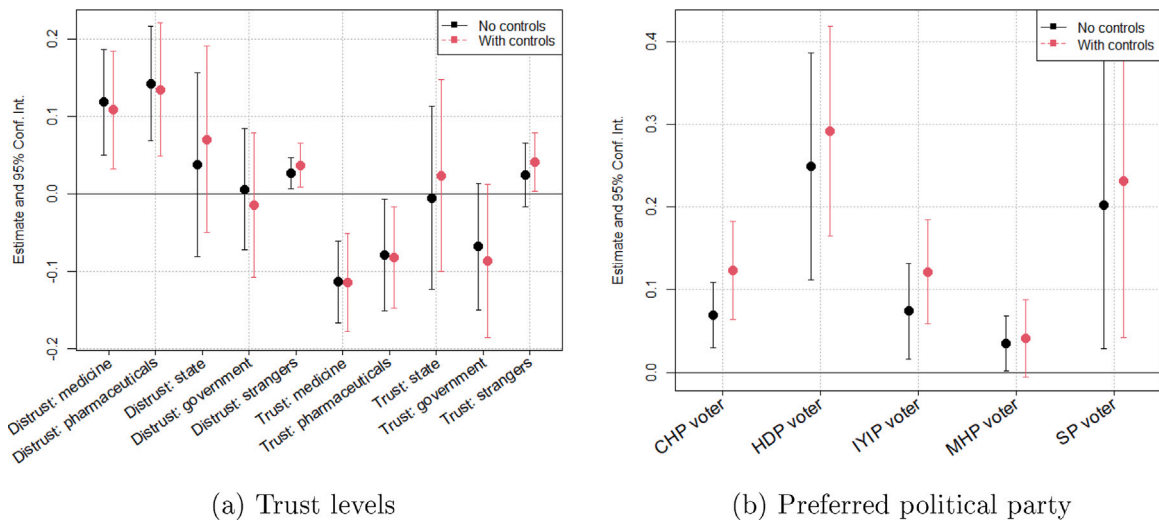 No controls
With controls
Estimate and 95% Conf. Int.
0.2
0.1
0.0
-0.1
-0.2
Distrust: medicine
Distrust: pharmaceuticals
Distrust: state
Distrust: government
Distrust: strangers
Trust: medicine
Trust: pharmaceuticals
Trust: state
Trust: government
Trust: strangers
(a) Trust levels
No controls
With controls
Estimate and 95% Conf. Int.
0.4
0.3
0.2
0.1
0.0
CHP voter
HDP voter
IYIP voter
MHP voter
SP voter
(b) Preferred political party